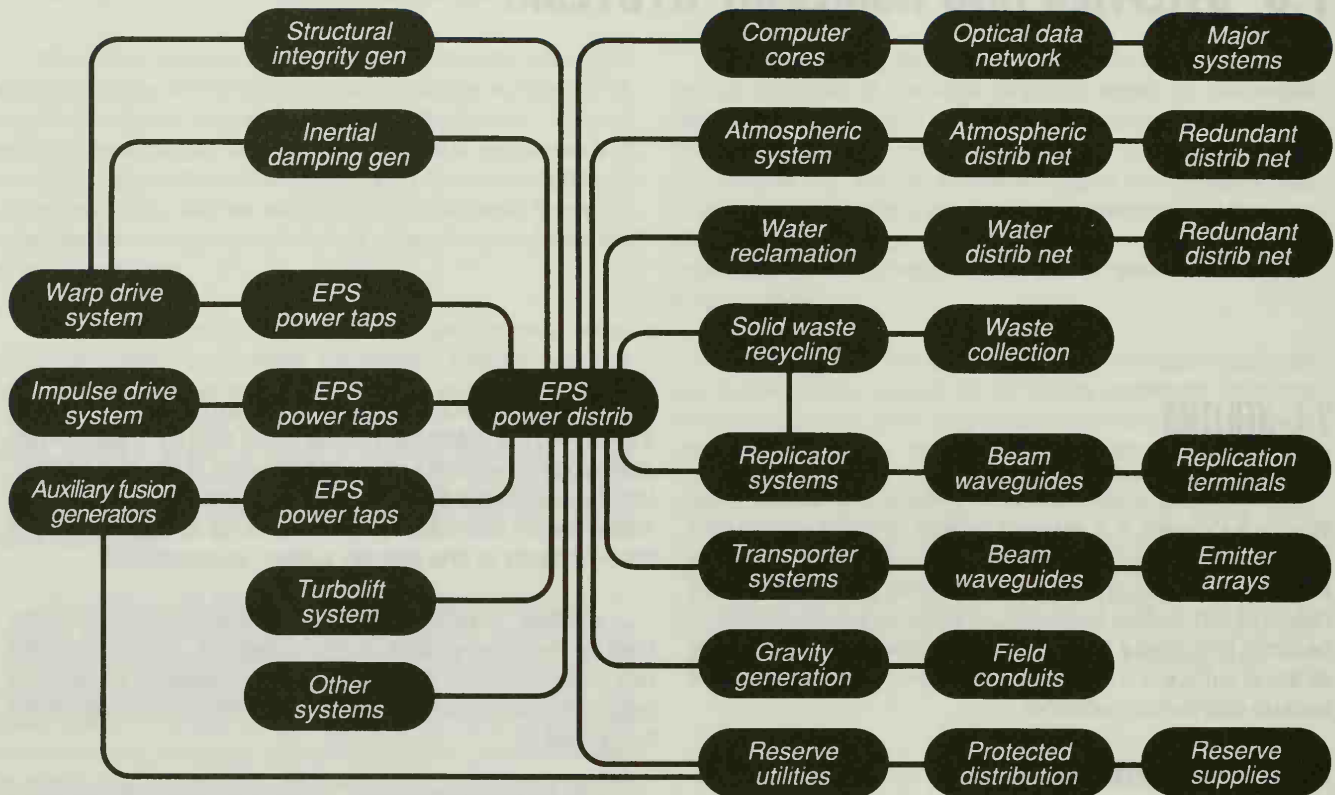 Structural
integrity gen
Inertial
damping gen
Warp drive
system
EPS
power taps
Impulse drive
system
EPS
power taps
Auxiliary fusion
generators
EPS
power taps
Turbolift
system
Other
systems
EPS
power distrib
Computer
cores
Optical data
network
Major
systems
Atmospheric
system
Atmospheric
distrib net
Redundant
distrib net
Water
reclamation
Water
distrib net
Redundant
distrib net
Solid waste
recycling
Waste
collection
Replicator
systems
Beam
waveguides
Replication
terminals
Transporter
systems
Beam
waveguides
Emitter
arrays
Gravity
generation
Field
conduits
Reserve
utilities
Protected
distribution
Reserve
supplies